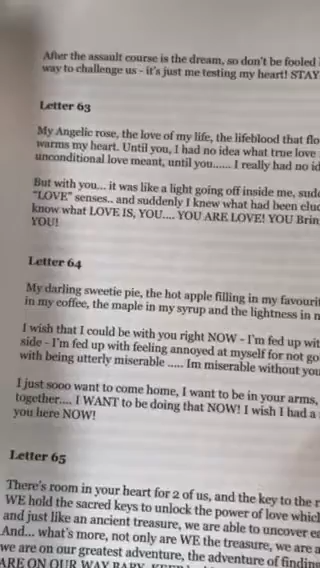 After the assault course is the dream, so don't be fooled
way to challenge us - it's just me testing my heart! STAY
Letter 63
My Angelic rose, the love of my life, the lifeblood that flo
warms my heart. Until you, I had no idea what true love
unconditional love meant, until you...... I really had no id
But with you... it was like a light going off inside me, sud
"LOVE" senses.. and suddenly I knew what had been clu
know what LOVE IS, YOU.... YOU ARE LOVE! YOU Brin
YOU!
Letter 64
My darling sweetie pie, the hot apple filling in my favouri
in my coffee, the maple in my syrup and the lightness in m
I wish that I could be with you right NOW - I'm fed up wit
side - I'm fed up with feeling annoyed at myself for not go
with being utterly miserable ..... Im miserable without you
I just sooo want to come home, I want to be in your arms,
together.... I WANT to be doing that NOW! I wish I had a
you here NOW!
Letter 65
There's room in your heart for 2 of us, and the key to the r
WE hold the sacred keys to unlock the power of love whic
and just like an ancient treasure, we are able to uncover ea
And... what's more, not only are WE the treasure, we are a
we are on our greatest adventure, the adventure of findin
ARE ON OUR WAY BABY